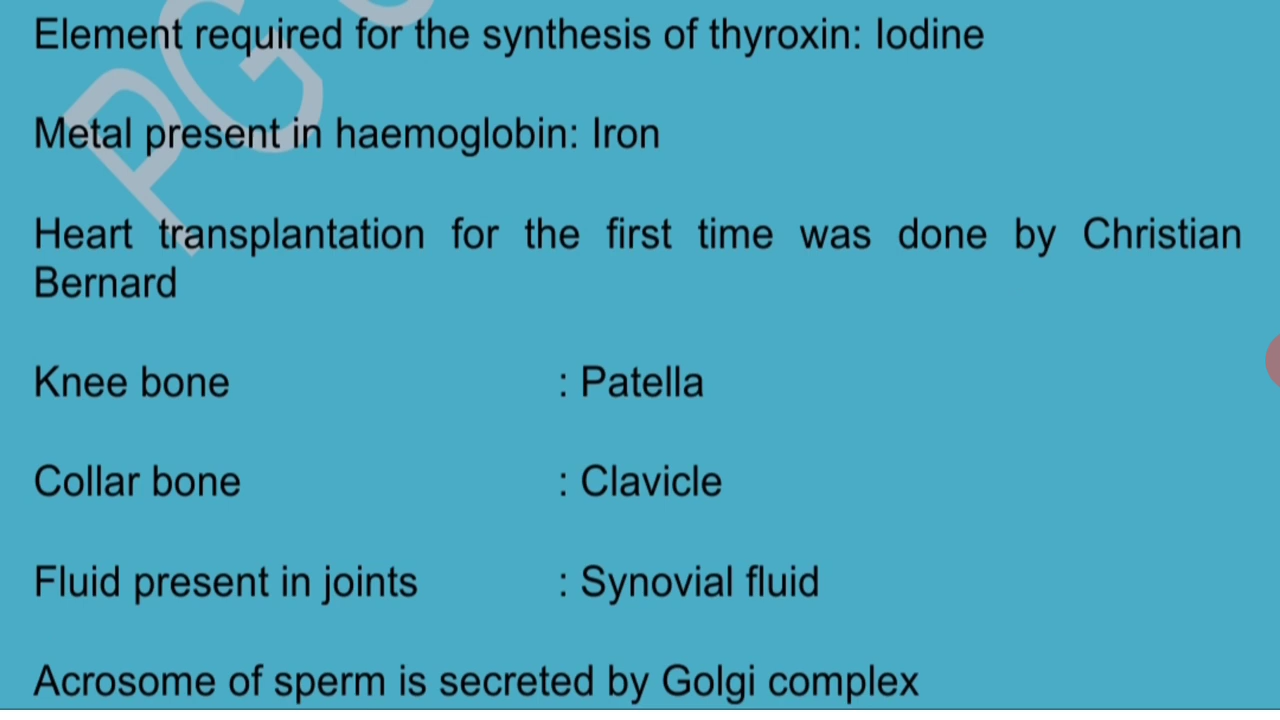 Element required for the synthesis of thyroxin: Iodine
Metal present in haemoglobin: Iron
Heart transplantation for the first time was done by Christian
Bernard
Knee bone : Patella
Collar bone : Clavicle
Fluid present in joints : Synovial fluid
Acrosome of sperm is secreted by Golgi complex
PG